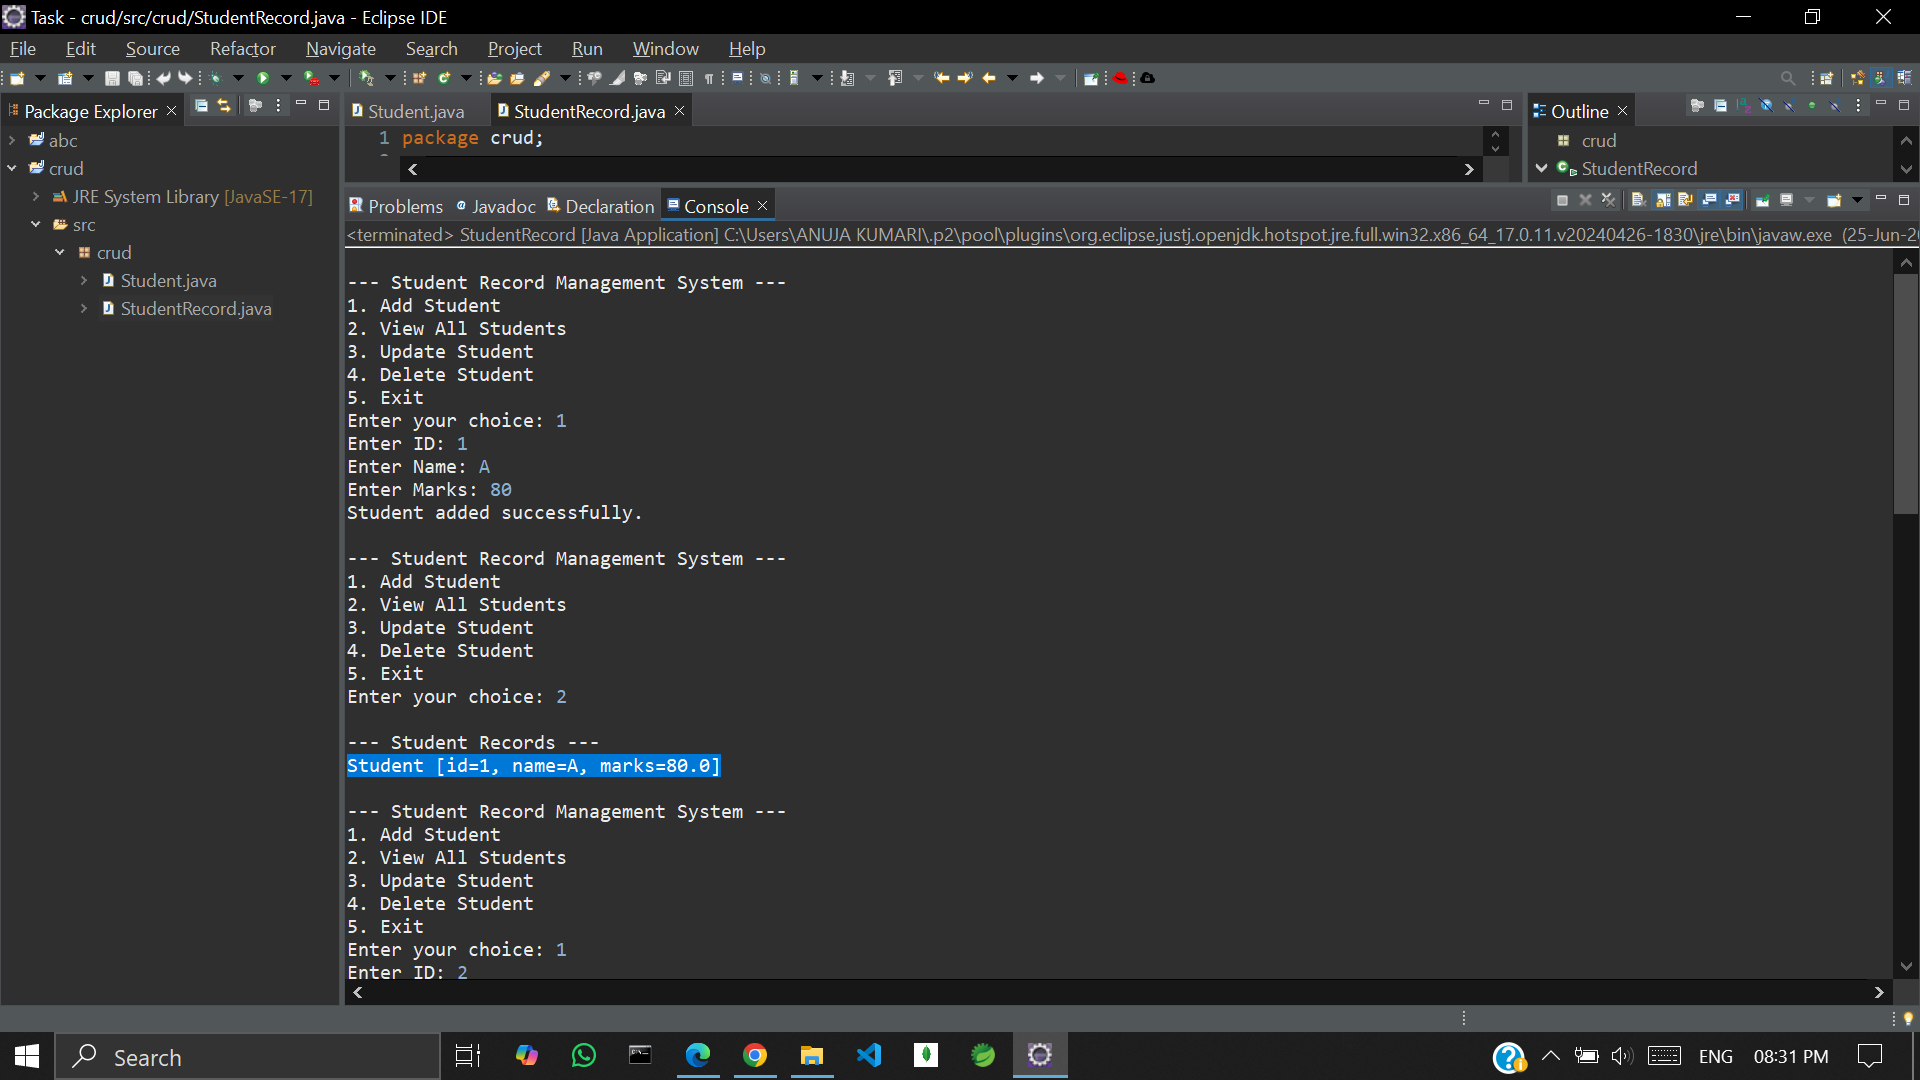 Task - crud/src/crud/StudentRecord.java - Eclipse IDE
File Edit Source Refactor Navigate Search Project Run Window Help
Package Explorer
abc
crud
JRE System Library [JavaSE-17]
src
crud
Student.java
StudentRecord.java
Student.java StudentRecord.java
1 package crud;
Outline
crud
StudentRecord
Problems Javadoc Declaration Console
<terminated> StudentRecord [Java Application] C:\Users\ANUJA KUMARI\.p2\pool\plugins\org.eclipse.justj.openjdk.hotspot.jre.full.win32.x86_64_17.0.11.v20240426-1830\jre\bin\javaw.exe (25-Jun-20
--- Student Record Management System ---
1. Add Student
2. View All Students
3. Update Student
4. Delete Student
5. Exit
Enter your choice: 1
Enter ID: 1
Enter Name: A
Enter Marks: 80
Student added successfully.
--- Student Record Management System ---
1. Add Student
2. View All Students
3. Update Student
4. Delete Student
5. Exit
Enter your choice: 2
--- Student Records ---
Student [id=1, name=A, marks=80.0]
--- Student Record Management System ---
1. Add Student
2. View All Students
3. Update Student
4. Delete Student
5. Exit
Enter your choice: 1
Enter ID: 2
Search
ENG
08:31 PM